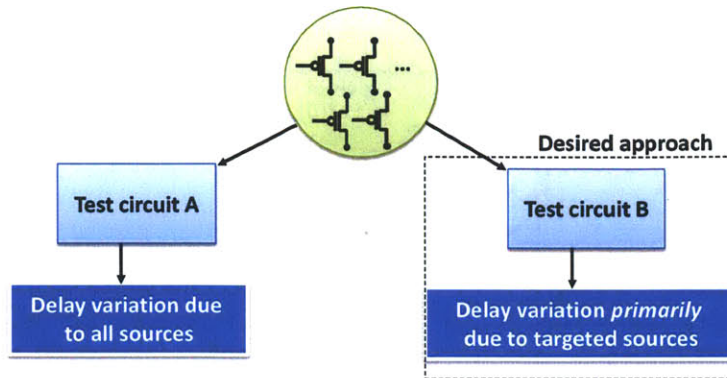 ...
Desired approach
Test circuit A
Test circuit B
Delay variation due
to all sources
Delay variation primarily
due to targeted sources